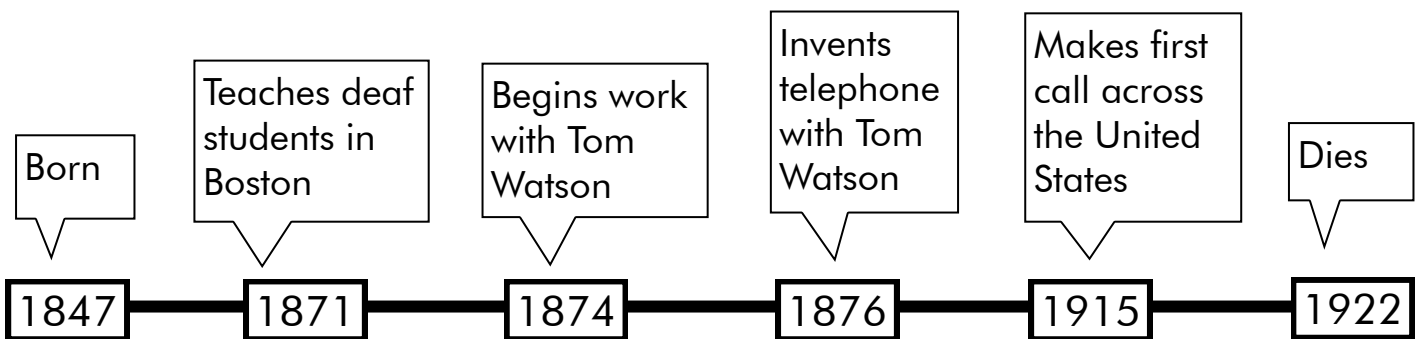 Born
Teaches deaf
students in
Boston
Begins work
with Tom
Watson
Invents
telephone
with Tom
Watson
Makes first
call across
the United
States
Dies
1847
1871
1874
1876
1915
1922